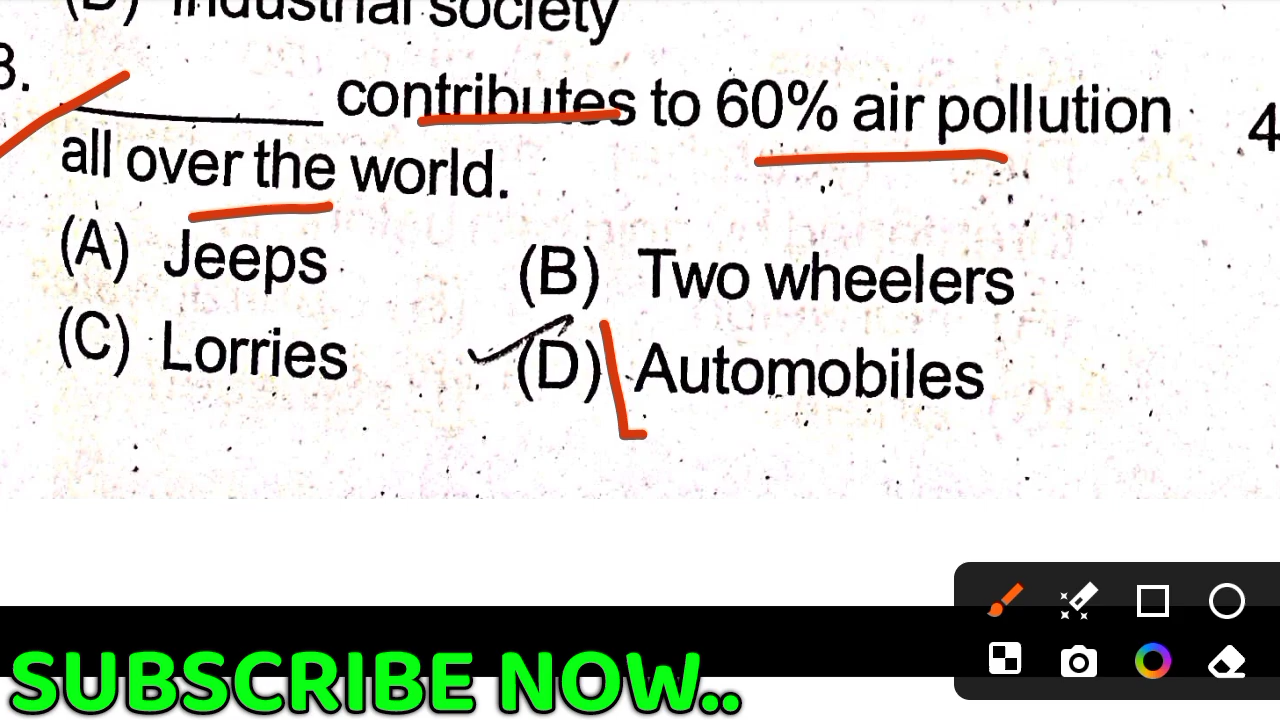 (D) Industrial society
3. ________ contributes to 60% air pollution
all over the world.
(A) Jeeps (B) Two wheelers
(C) Lorries (D) Automobiles
4
SUBSCRIBE NOW..